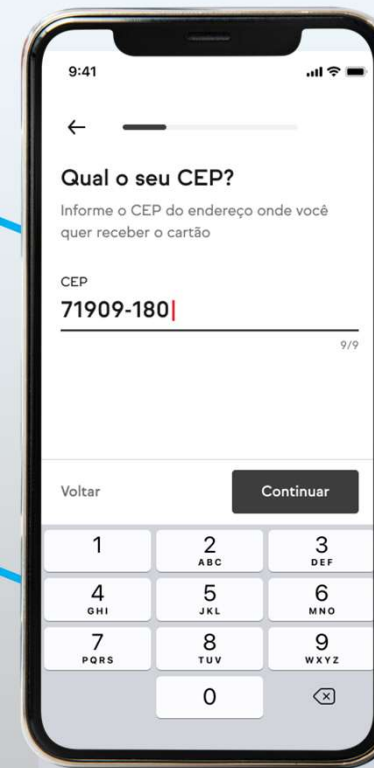 9:41
Qual o seu CEP?
Informe o CEP do endereço onde você
quer receber o cartão
CEP
71909-180
9/9
Voltar
Continuar
1
2
ABC
3
DEF
4
GHI
5
JKL
6
MNO
7
PQRS
8
TUV
9
WXYZ
0